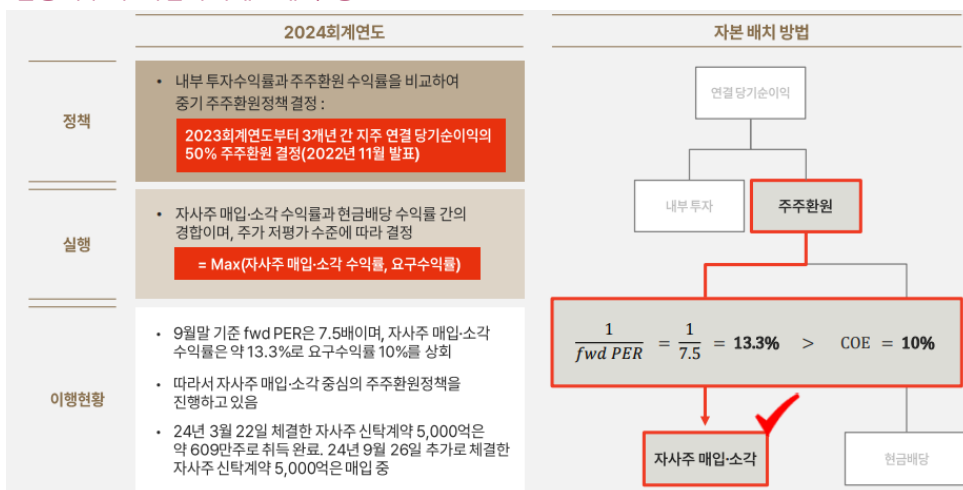 2024회계연도
자본 배치 방법
정책
• 내부 투자수익률과 주주환원 수익률을 비교하여
중기 주주환원정책 결정 :
2023회계연도부터 3개년 간 지주 연결 당기순이익의
50% 주주환원 결정(2022년 11월 발표)
실행
• 자사주 매입·소각 수익률과 현금배당 수익률 간의
경합이며, 주가 저평가 수준에 따라 결정
= Max(자사주 매입·소각 수익률, 요구수익률)
이행현황
• 9월말 기준 fwd PER은 7.5배이며, 자사주 매입·소각
수익률은 약 13.3%로 요구수익률 10%를 상회
• 따라서 자사주 매입·소각 중심의 주주환원정책을
진행하고 있음
• 24년 3월 22일 체결한 자사주 신탁계약 5,000억은
약 609만주로 취득 완료. 24년 9월 26일 추가로 체결한
자사주 신탁계약 5,000억은 매입 중
연결 당기순이익
내부 투자
주주환원
1 / fwd PER = 1 / 7.5 = 13.3% > COE = 10%
자사주 매입·소각
현금배당